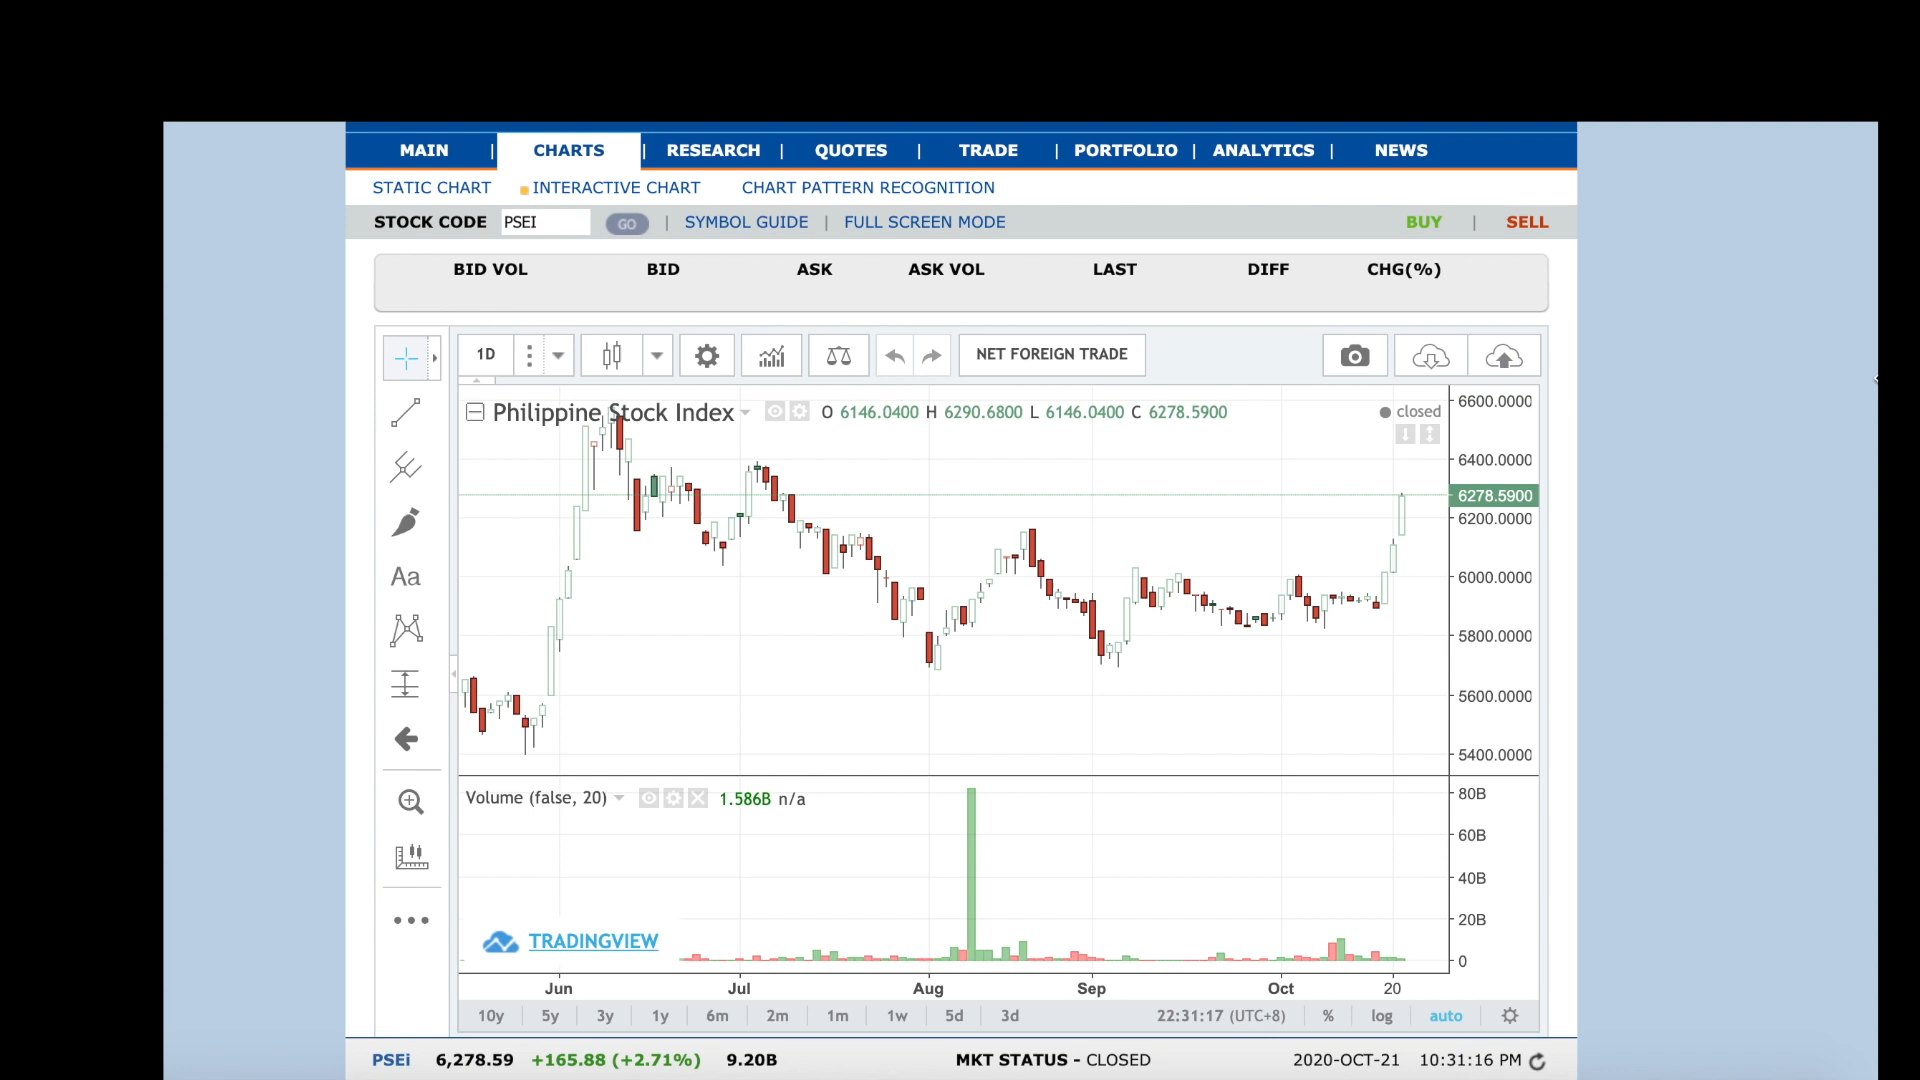 MAIN | CHARTS | RESEARCH | QUOTES | TRADE | PORTFOLIO | ANALYTICS | NEWS
STATIC CHART INTERACTIVE CHART CHART PATTERN RECOGNITION
STOCK CODE PSEI GO | SYMBOL GUIDE | FULL SCREEN MODE BUY | SELL
BID VOL BID ASK ASK VOL LAST DIFF CHG(%)
1D NET FOREIGN TRADE
Philippine Stock Index O 6146.0400 H 6290.6800 L 6146.0400 C 6278.5900 closed
6600.0000
6400.0000
6278.5900
6200.0000
Aa
6000.0000
5800.0000
5600.0000
5400.0000
Volume (false, 20) 1.586B n/a
80B
60B
40B
20B
TRADINGVIEW
0
Jun Jul Aug Sep Oct 20
10y 5y 3y 1y 6m 2m 1m 1w 5d 3d 22:31:17 (UTC+8) % log auto
PSEi 6,278.59 +165.88 (+2.71%) 9.20B MKT STATUS - CLOSED 2020-OCT-21 10:31:16 PM